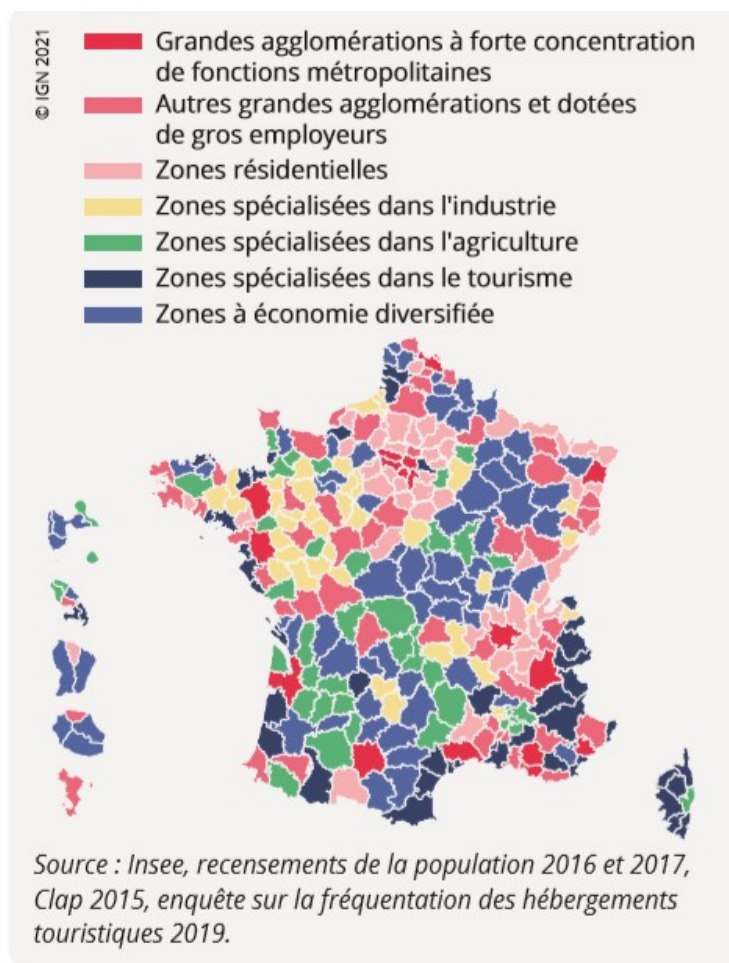 © IGN 2021
Grandes agglomérations à forte concentration
de fonctions métropolitaines
Autres grandes agglomérations et dotées
de gros employeurs
Zones résidentielles
Zones spécialisées dans l'industrie
Zones spécialisées dans l'agriculture
Zones spécialisées dans le tourisme
Zones à économie diversifiée
Source : Insee, recensements de la population 2016 et 2017,
Clap 2015, enquête sur la fréquentation des hébergements
touristiques 2019.